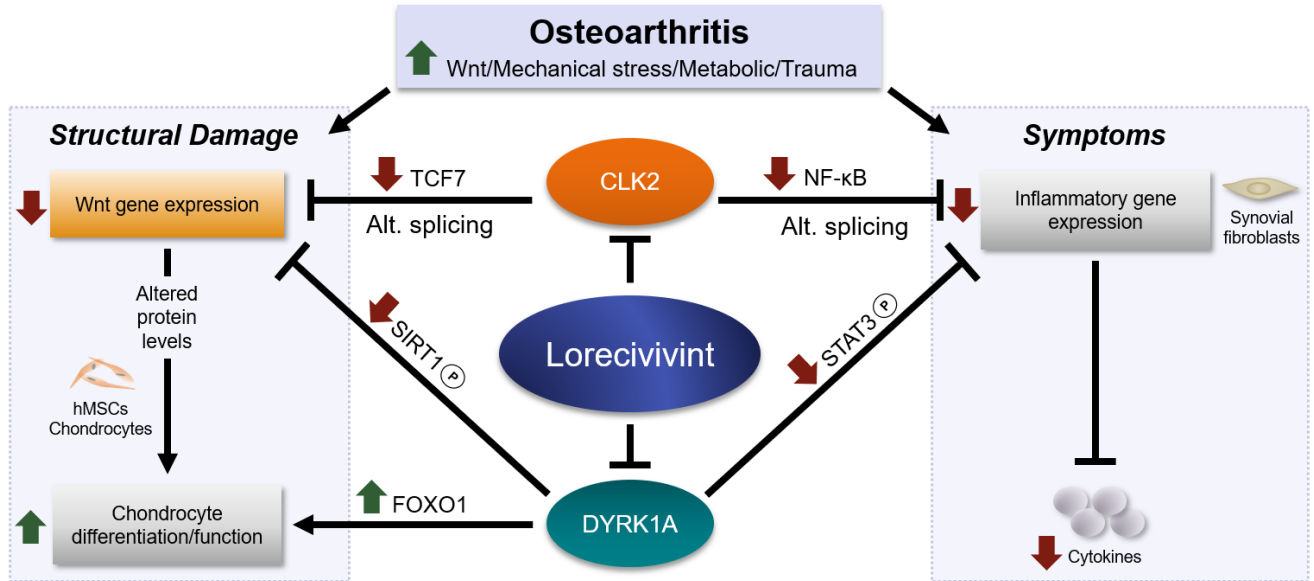 Osteoarthritis
Wnt/Mechanical stress/Metabolic/Trauma
Structural Damage
Wnt gene expression
Altered
protein
levels
hMSCs
Chondrocytes
Chondrocyte
differentiation/function
TCF7
Alt. splicing
CLK2
NF-κB
Alt. splicing
SIRT1 P
Lorecivivint
STAT3 P
FOXO1
DYRK1A
Symptoms
Inflammatory gene
expression
Synovial
fibroblasts
Cytokines